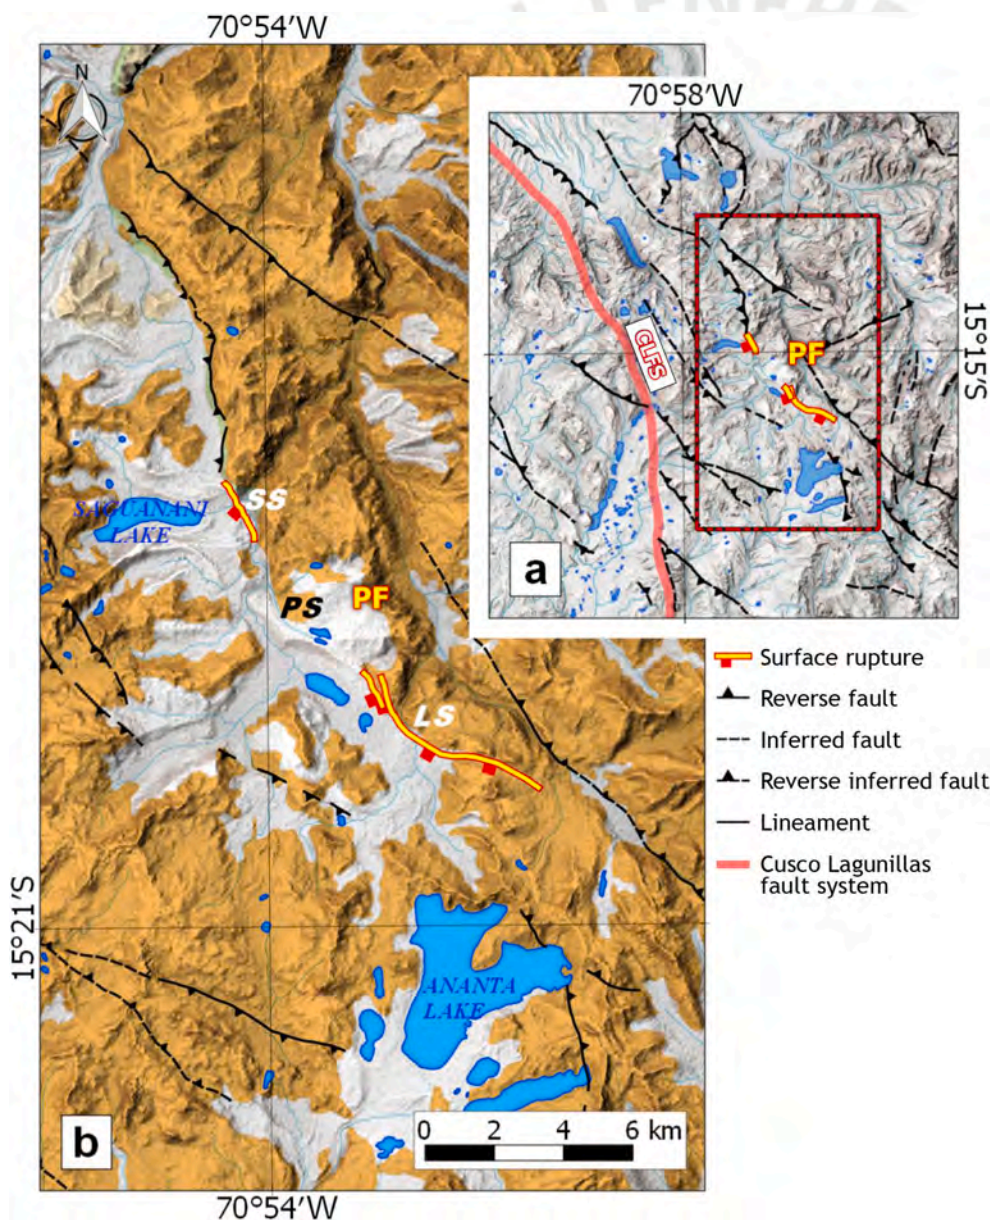 70°54'W
N
70°58'W
15°15'S
CLFS
PF
a
SS
SAGUANANI
LAKE
PS
PF
LS
Surface rupture
Reverse fault
Inferred fault
Reverse inferred fault
Lineament
Cusco Lagunillas
fault system
15°21'S
ANANTA
LAKE
b
0 2 4 6 km
70°54'W